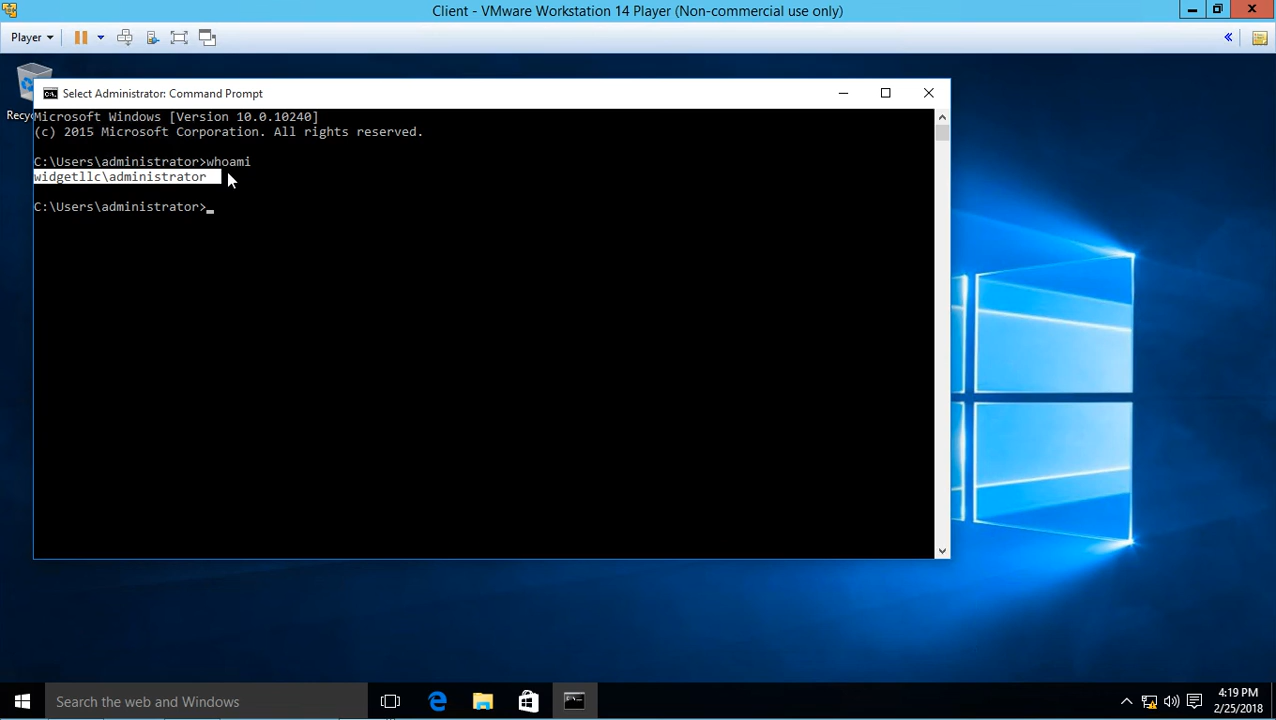 Client - VMware Workstation 14 Player (Non-commercial use only)
Player
Recyc
Select Administrator: Command Prompt
Microsoft Windows [Version 10.0.10240]
(c) 2015 Microsoft Corporation. All rights reserved.
C:\Users\administrator>whoami
widgetllc\administrator
C:\Users\administrator>_
Search the web and Windows
4:19 PM
2/25/2018